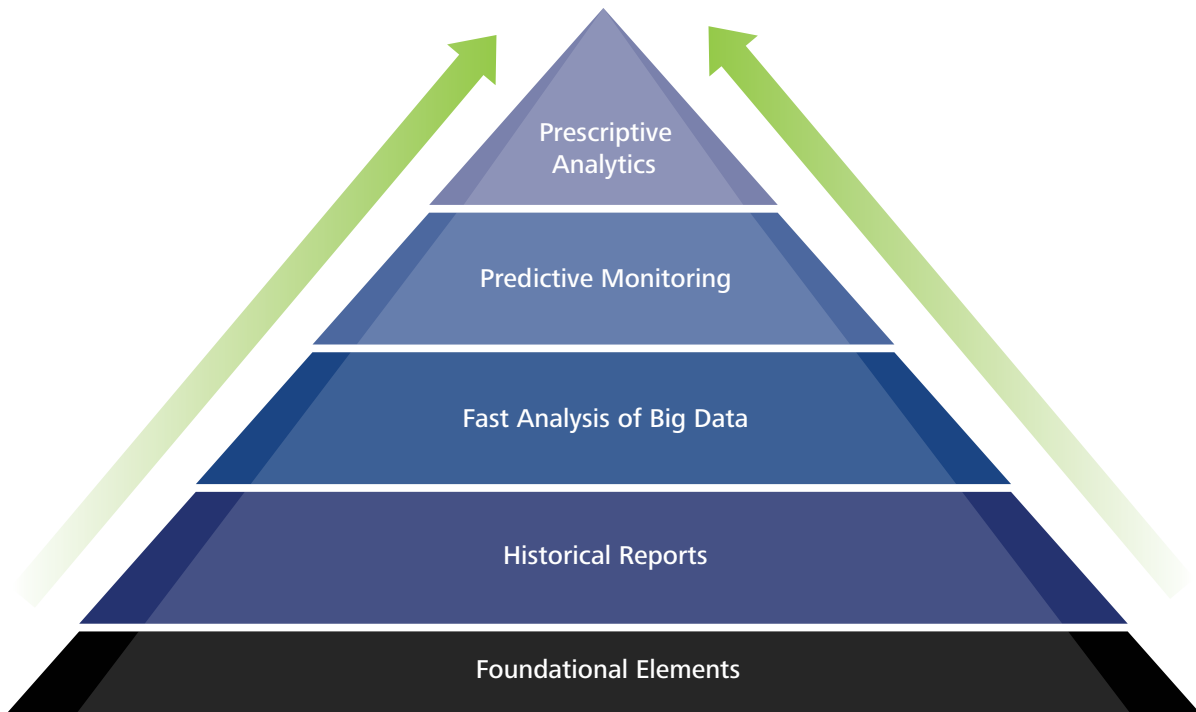 Prescriptive
Analytics
Predictive Monitoring
Fast Analysis of Big Data
Historical Reports
Foundational Elements